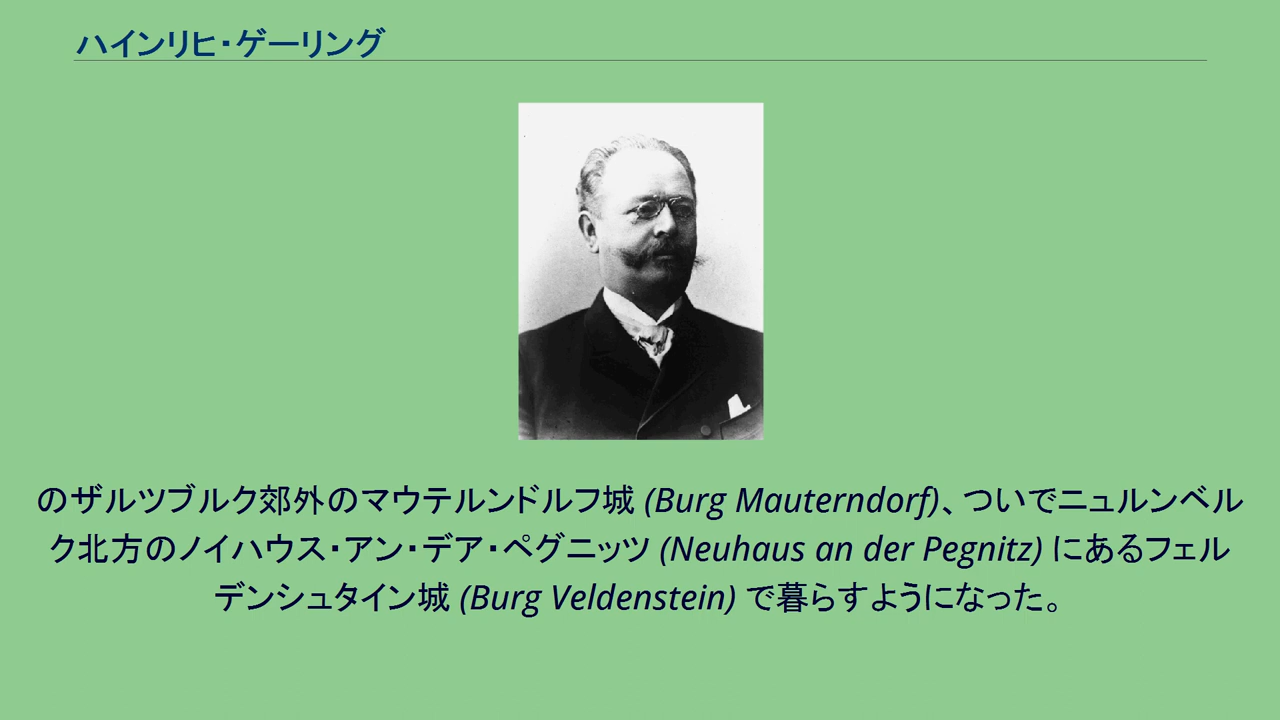 ハインリヒ・ゲーリング
のザルツブルク郊外のマウテルンドルフ城 (Burg Mauterndorf)、ついでニュルンベル
ク北方のノイハウス・アン・デア・ペグニッツ (Neuhaus an der Pegnitz) にあるフェル
デンシュタイン城 (Burg Veldenstein) で暮らすようになった。